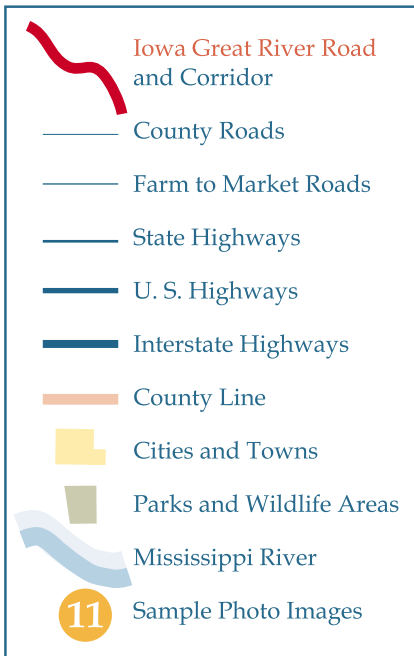 Iowa Great River Road
and Corridor
County Roads
Farm to Market Roads
State Highways
U. S. Highways
Interstate Highways
County Line
Cities and Towns
Parks and Wildlife Areas
Mississippi River
11 Sample Photo Images